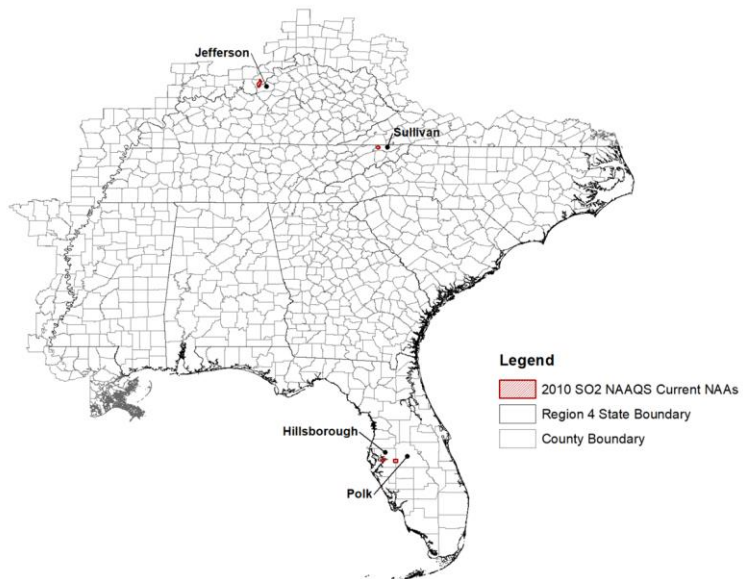 Jefferson
Sullivan
Legend
2010 SO2 NAAQS Current NAAs
Region 4 State Boundary
County Boundary
Hillsborough
Polk